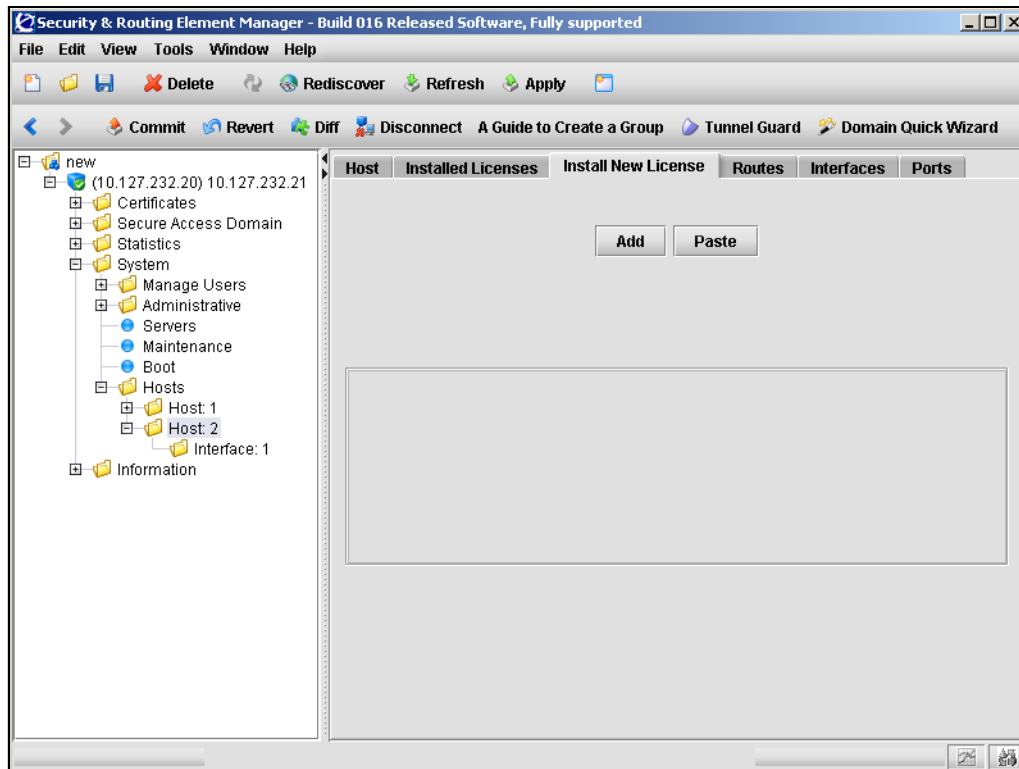 Security & Routing Element Manager - Build 016 Released Software, Fully supported
File Edit View Tools Window Help
Delete Rediscover Refresh Apply
Commit Revert Diff Disconnect A Guide to Create a Group Tunnel Guard Domain Quick Wizard
new
(10.127.232.20) 10.127.232.21
Certificates
Secure Access Domain
Statistics
System
Manage Users
Administrative
Servers
Maintenance
Boot
Hosts
Host: 1
Host: 2
Interface: 1
Information
Host Installed Licenses Install New License Routes Interfaces Ports
Add Paste